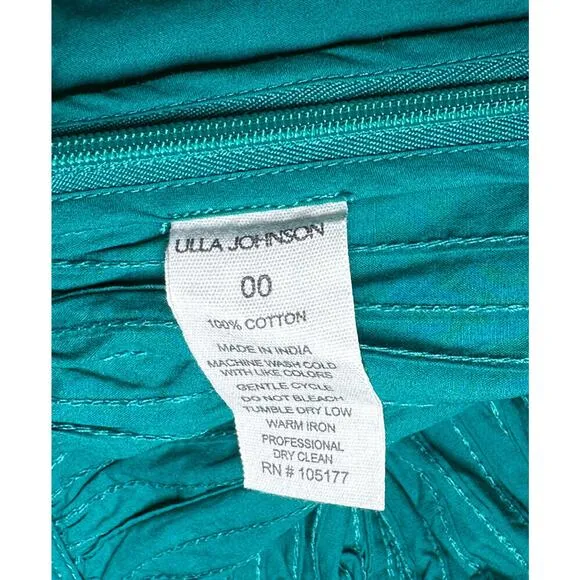 ULLA JOHNSON
00
100% COTTON
MADE IN INDIA
MACHINE WASH COLD
WITH LIKE COLORS
GENTLE CYCLE
DO NOT BLEACH
TUMBLE DRY LOW
WARM IRON
PROFESSIONAL
DRY CLEAN
RN # 105177